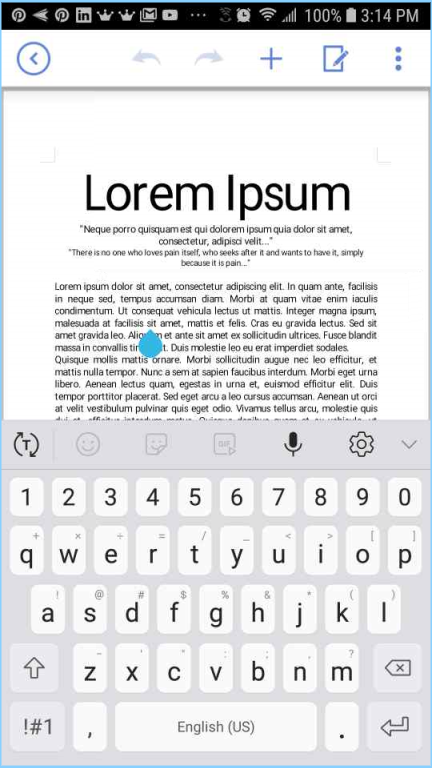 100% 3:14 PM
Lorem Ipsum
"Neque porro quisquam est qui dolorem ipsum quia dolor sit amet,
consectetur, adipisci velit..."
"There is no one who loves pain itself, who seeks after it and wants to have it, simply
because it is pain..."
Lorem ipsum dolor sit amet, consectetur adipiscing elit. In quam ante, facilisis
in neque sed, tempus accumsan diam. Morbi at quam vitae enim iaculis
condimentum. Ut consequat vehicula lectus ut mattis. Integer magna ipsum,
malesuada at facilisis sit amet, mattis et felis. Cras eu gravida lectus. Sed sit
amet gravida leo. Aliquam et ante sit amet ex sollicitudin ultrices. Fusce blandit
massa in convallis t. Duis molestie leo eu erat imperdiet sodales.
Quisque mollis mattis ornare. Morbi sollicitudin augue nec leo efficitur, et
mattis nulla tempor. Nunc a sem at sapien faucibus interdum. Morbi eget urna
libero. Aenean lectus quam, egestas in urna et, euismod efficitur elit. Duis
tempor porttitor placerat. Sed eget arcu a leo cursus accumsan. Aenean ut orci
at velit vestibulum pulvinar quis eget odio. Vivamus tellus arcu, molestie quis
T GIF
1 2 3 4 5 6 7 8 9 0
+ × ÷ = / _ < > [ ]
q w e r t y u i o p
! @ # $ % & * ( )
a s d f g h j k l
- ' " : ; , ?
z x c v b n m
!#1 , English (US) .